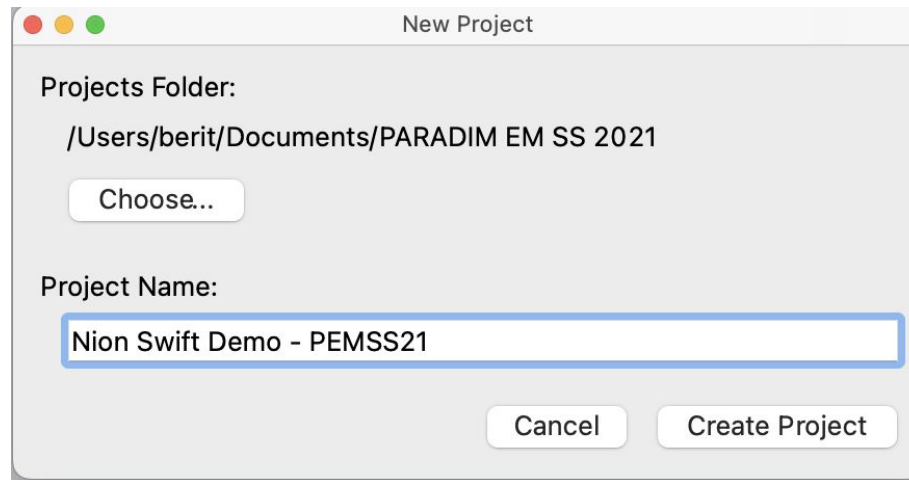 New Project
Projects Folder:
/Users/berit/Documents/PARADIM EM SS 2021
Choose...
Project Name:
Nion Swift Demo - PEMSS21
Cancel Create Project